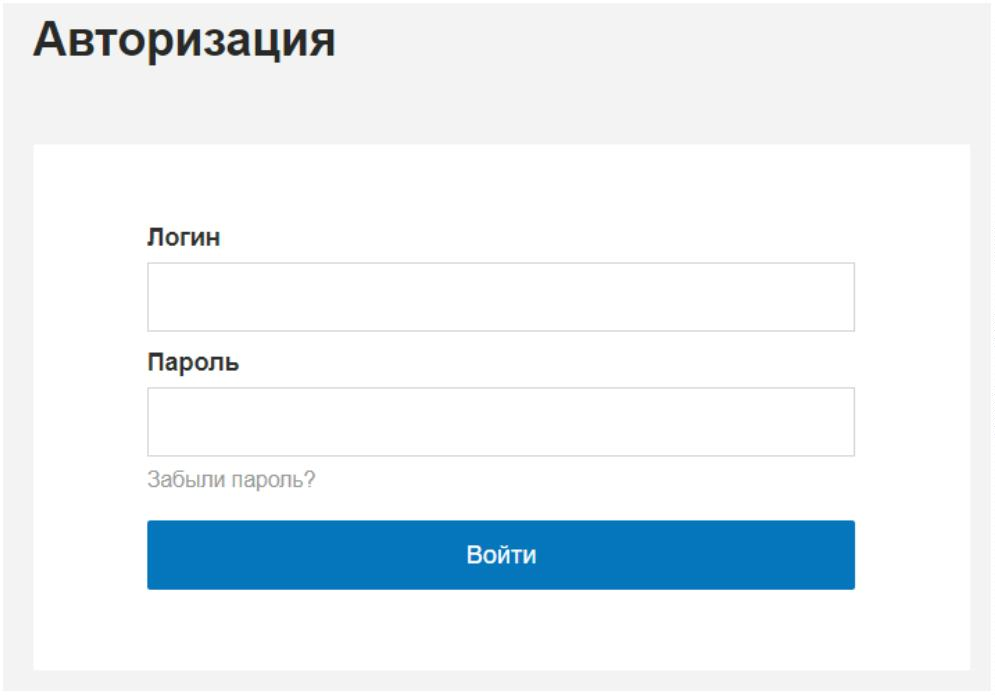 Авторизация
Логин
Пароль
Забыли пароль?
Войти